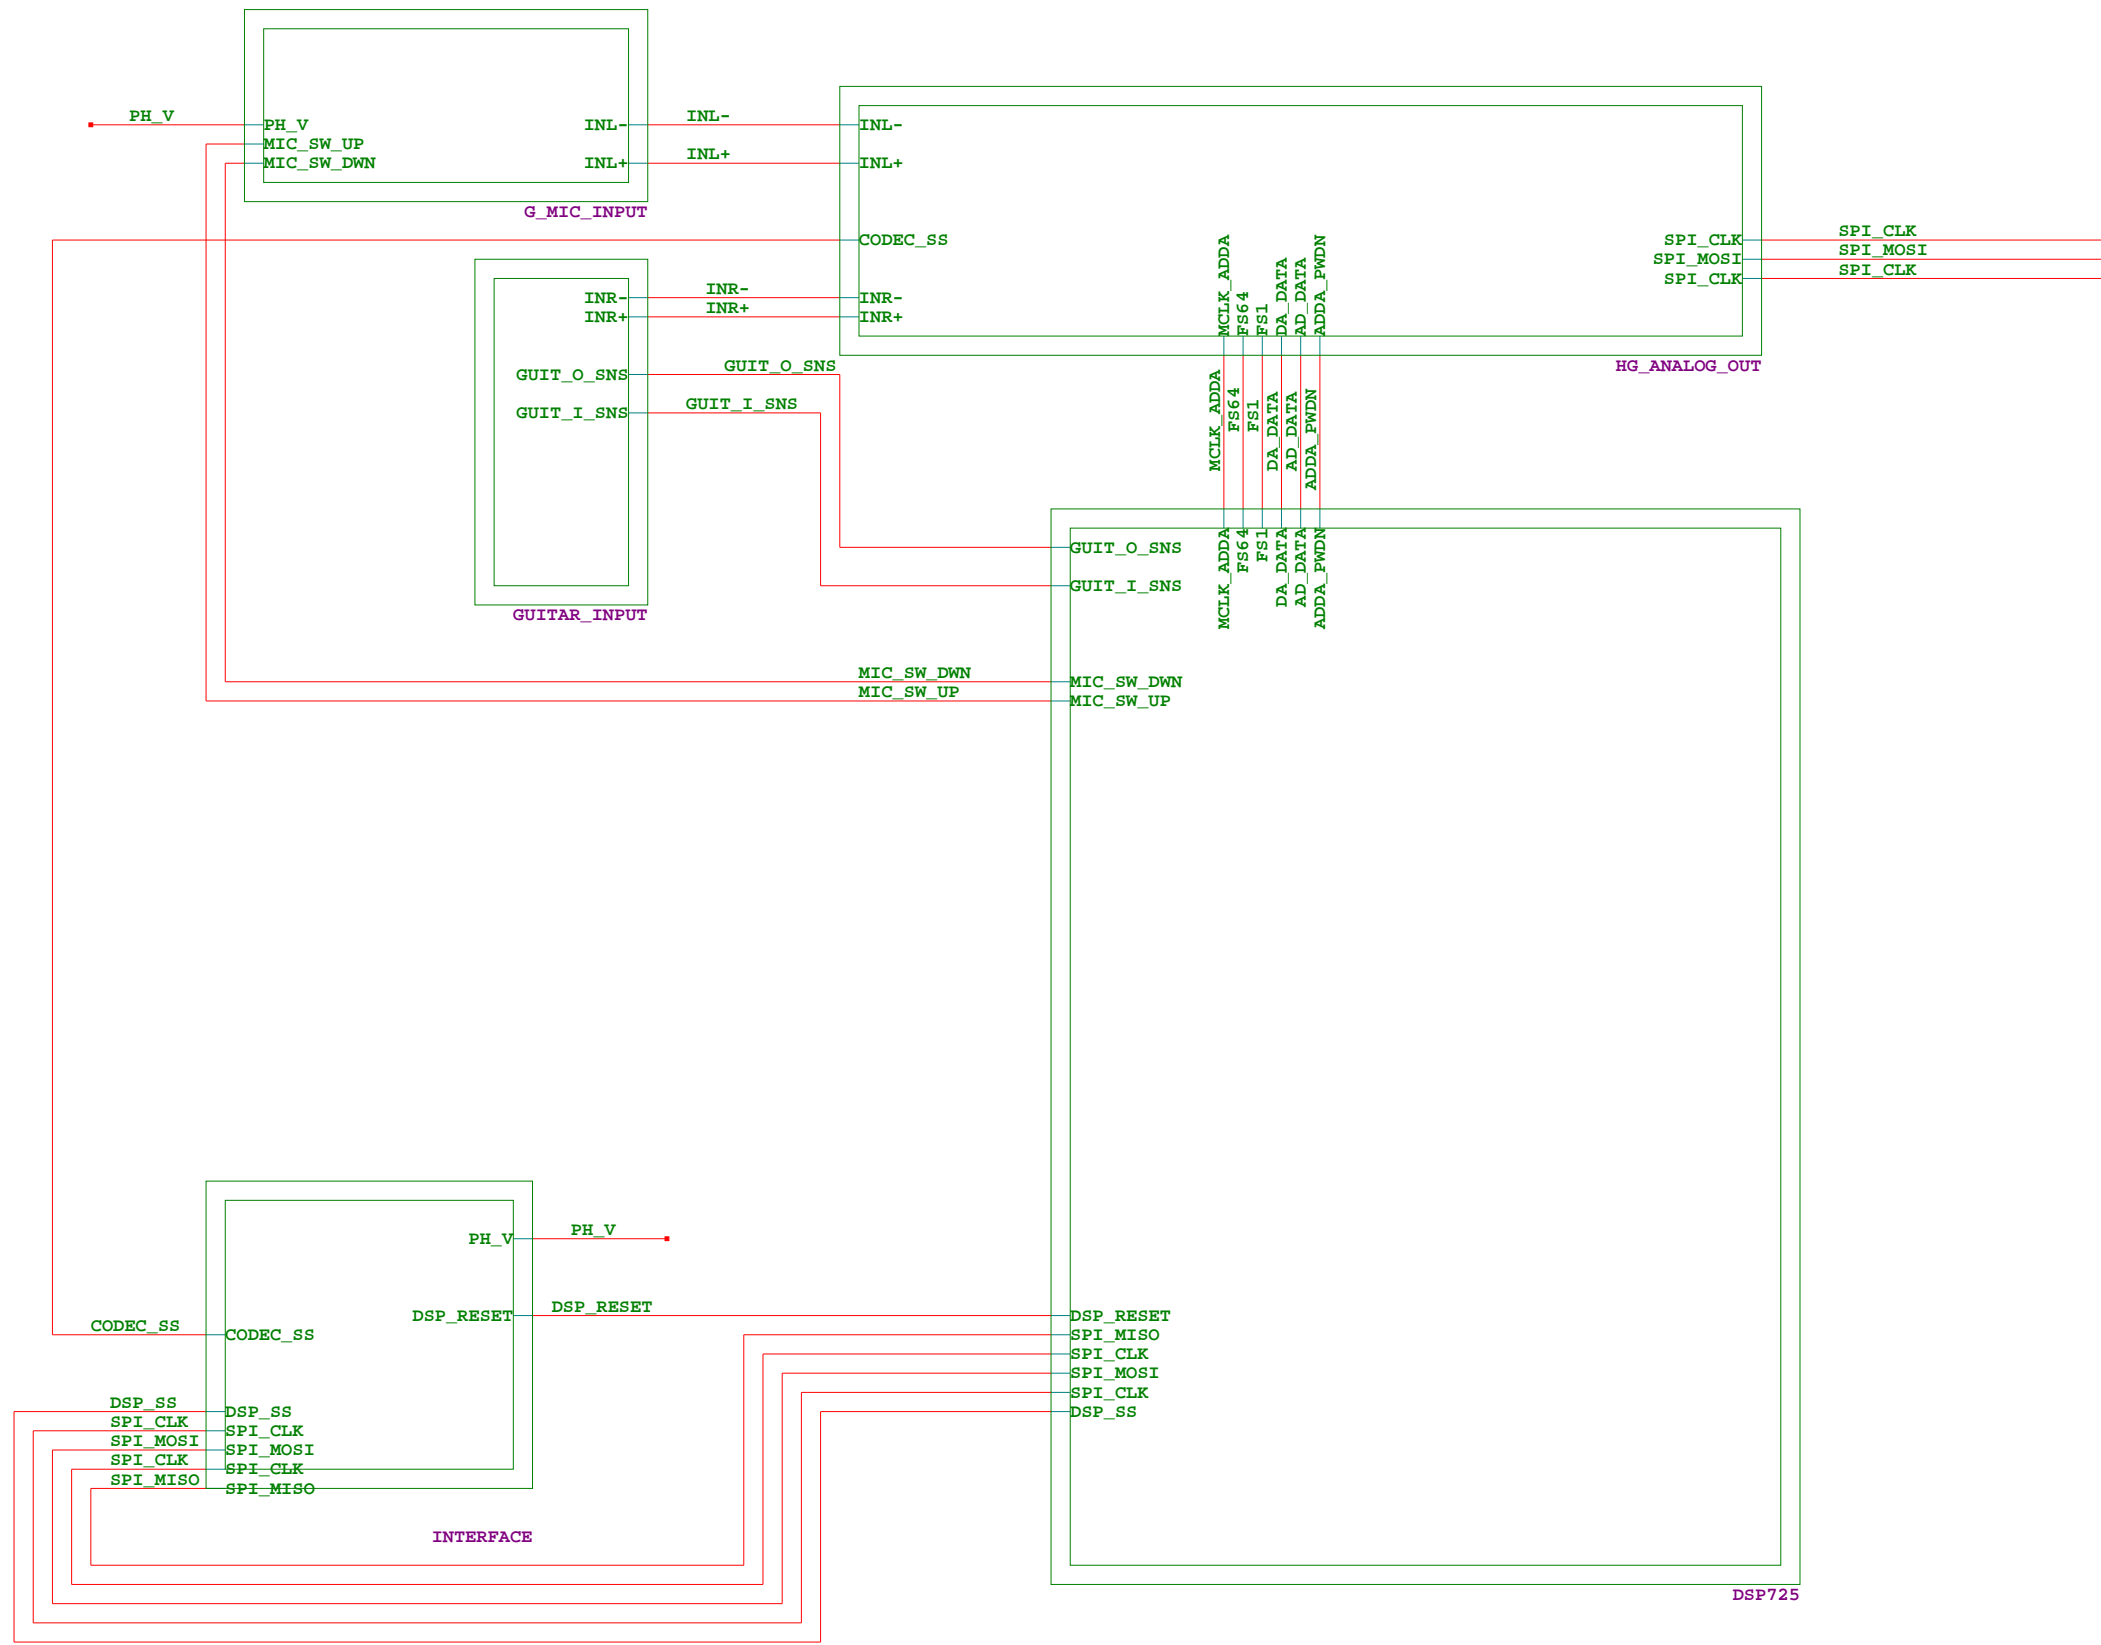 PH_V
PH_V
MIC_SW_UP
MIC_SW_DWN
INL-
INL+
G_MIC_INPUT
INL-
INL+
INL-
INL+
CODEC_SS
INR-
INR+
SPI_CLK
SPI_MOSI
SPI_CLK
MCLK_ADDA
FS64
FS1
DA_DATA
AD_DATA
ADDA_PWDN
HG_ANALOG_OUT
SPI_CLK
SPI_MOSI
SPI_CLK
INR-
INR+
GUIT_O_SNS
GUIT_I_SNS
GUITAR_INPUT
INR-
INR+
GUIT_O_SNS
GUIT_I_SNS
MCLK_ADDA
FS64
FS1
DA_DATA
AD_DATA
ADDA_PWDN
MCLK_ADDA
FS64
FS1
DA_DATA
AD_DATA
ADDA_PWDN
GUIT_O_SNS
GUIT_I_SNS
MIC_SW_DWN
MIC_SW_UP
MIC_SW_DWN
MIC_SW_UP
PH_V
PH_V
DSP_RESET
DSP_RESET
CODEC_SS
CODEC_SS
DSP_SS
SPI_CLK
SPI_MOSI
SPI_CLK
SPI_MISO
DSP_SS
SPI_CLK
SPI_MOSI
SPI_CLK
SPI_MISO
INTERFACE
DSP_RESET
SPI_MISO
SPI_CLK
SPI_MOSI
SPI_CLK
DSP_SS
DSP725